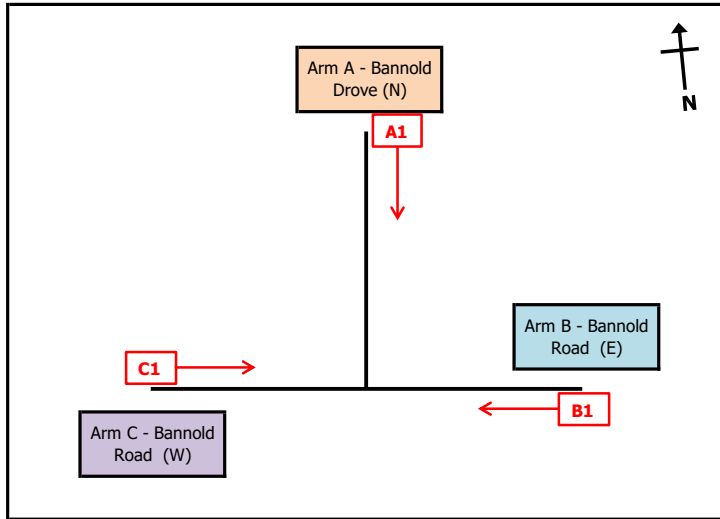 Arm A - Bannold
Drove (N)
A1
N
Arm B - Bannold
Road (E)
C1
B1
Arm C - Bannold
Road (W)